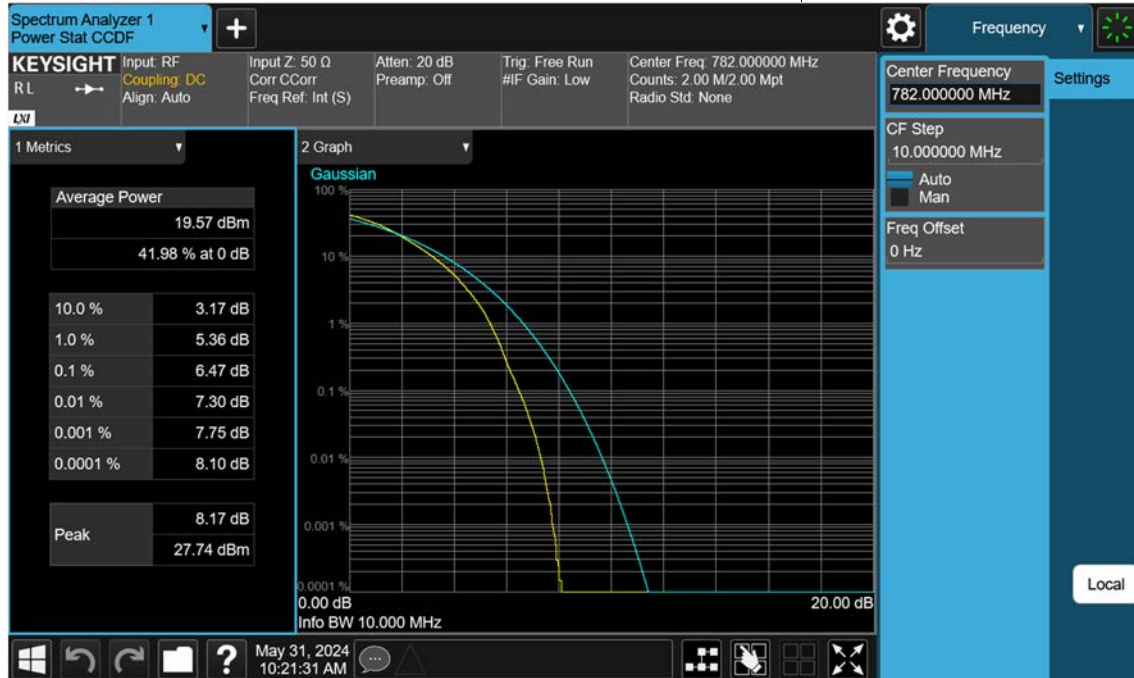 Spectrum Analyzer 1
Power Stat CCDF
Frequency
KEYSIGHT
R L
LXI
Input: RF
Coupling: DC
Align: Auto
Input Z: 50 Ω
Corr CCorr
Freq Ref: Int (S)
Atten: 20 dB
Preamp: Off
Trig: Free Run
#IF Gain: Low
Center Freq: 782.000000 MHz
Counts: 2.00 M/2.00 Mpt
Radio Std: None
1 Metrics
Average Power
19.57 dBm
41.98 % at 0 dB
10.0 % 3.17 dB
1.0 % 5.36 dB
0.1 % 6.47 dB
0.01 % 7.30 dB
0.001 % 7.75 dB
0.0001 % 8.10 dB
Peak
8.17 dB
27.74 dBm
2 Graph
Gaussian
100 %
10 %
1 %
0.1 %
0.01 %
0.001 %
0.0001 %
0.00 dB 20.00 dB
Info BW 10.000 MHz
Center Frequency
782.000000 MHz
CF Step
10.000000 MHz
Auto
Man
Freq Offset
0 Hz
Settings
Local
?
May 31, 2024
10:21:31 AM